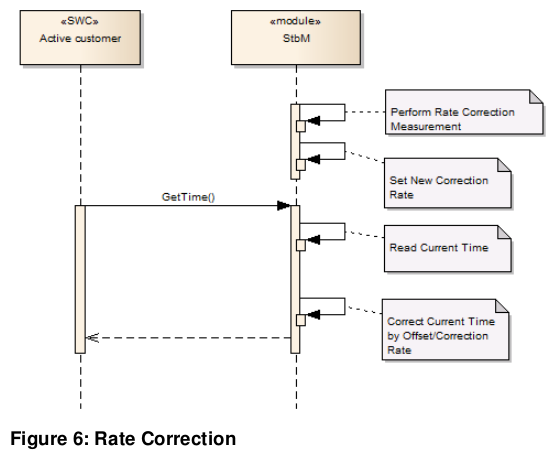 «SWC»
Active customer
«module»
StbM
Perform Rate Correction
Measurement
Set New Correction
Rate
GetTime()
Read Current Time
Correct Current Time
by Offset/Correction
Rate
Figure 6: Rate Correction